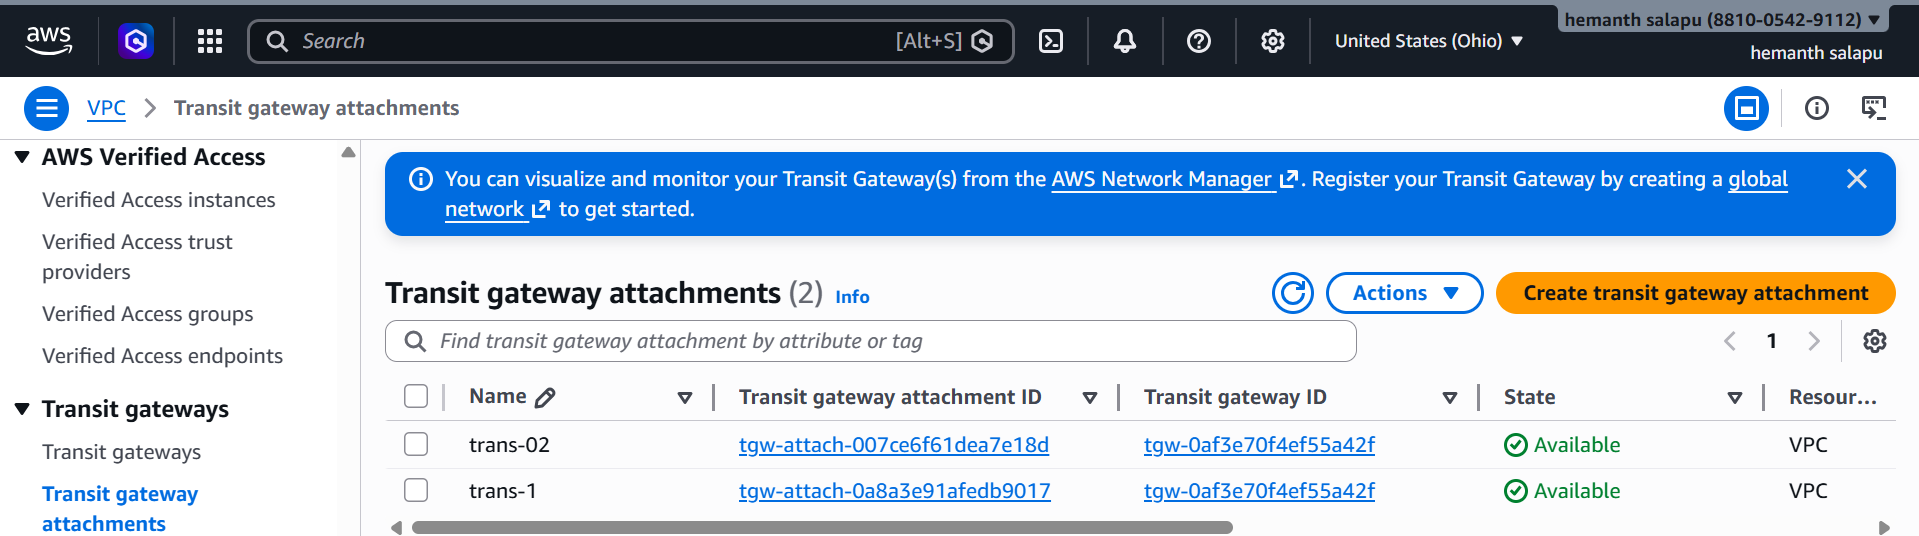 aws
Search
[Alt+S]
United States (Ohio)
hemanth salapu (8810-0542-9112)
hemanth salapu
VPC
Transit gateway attachments
AWS Verified Access
Verified Access instances
Verified Access trust
providers
Verified Access groups
Verified Access endpoints
Transit gateways
Transit gateways
Transit gateway
attachments
You can visualize and monitor your Transit Gateway(s) from the AWS Network Manager. Register your Transit Gateway by creating a global
network to get started.
Transit gateway attachments (2) Info
Actions
Create transit gateway attachment
Find transit gateway attachment by attribute or tag
1
Name Transit gateway attachment ID Transit gateway ID State Resour...
trans-02 tgw-attach-007ce6f61dea7e18d tgw-0af3e70f4ef55a42f Available VPC
trans-1 tgw-attach-0a8a3e91afedb9017 tgw-0af3e70f4ef55a42f Available VPC